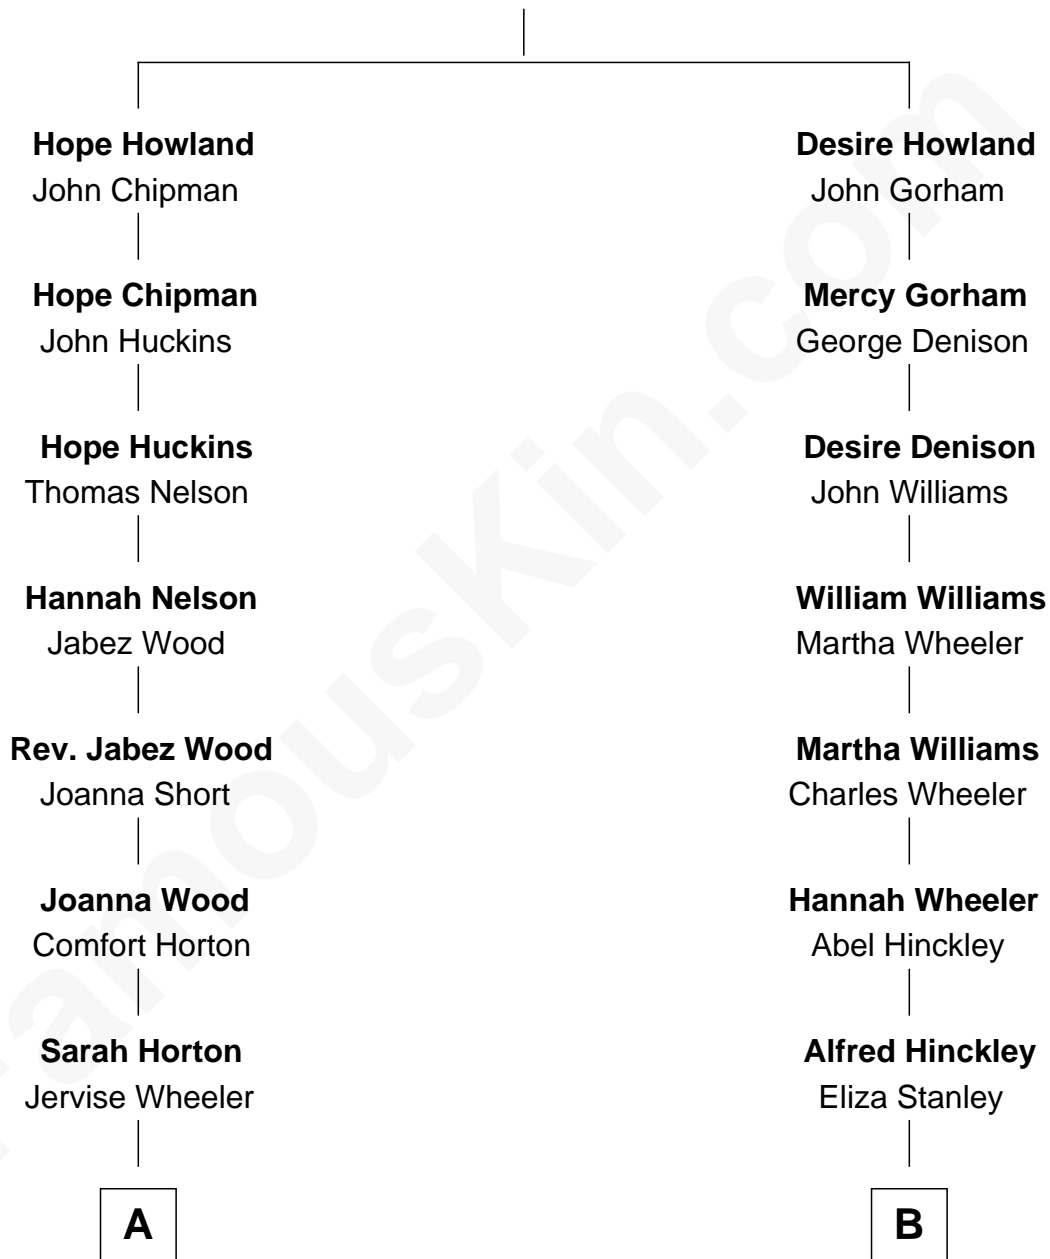 Hope Howland
John Chipman
Hope Chipman
John Huckins
Hope Huckins
Thomas Nelson
Hannah Nelson
Jabez Wood
Rev. Jabez Wood
Joanna Short
Joanna Wood
Comfort Horton
Sarah Horton
Jervise Wheeler
A
Desire Howland
John Gorham
Mercy Gorham
George Denison
Desire Denison
John Williams
William Williams
Martha Wheeler
Martha Williams
Charles Wheeler
Hannah Wheeler
Abel Hinckley
Alfred Hinckley
Eliza Stanley
B
FamousKin.com